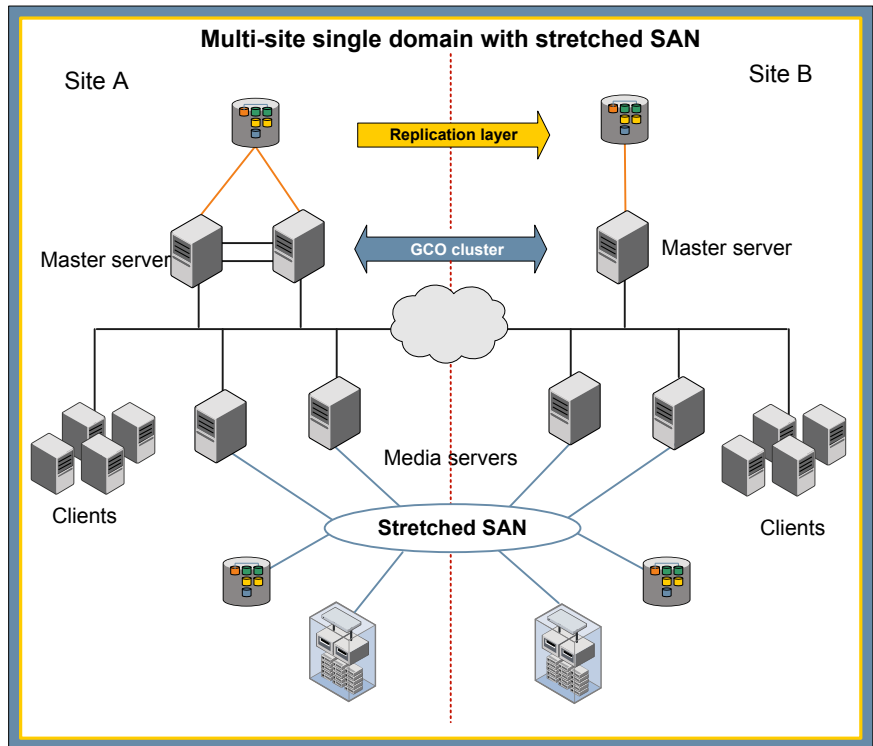 Multi-site single domain with stretched SAN
Site A
Site B
Replication layer
Master server
GCO cluster
Master server
Media servers
Clients
Stretched SAN
Clients